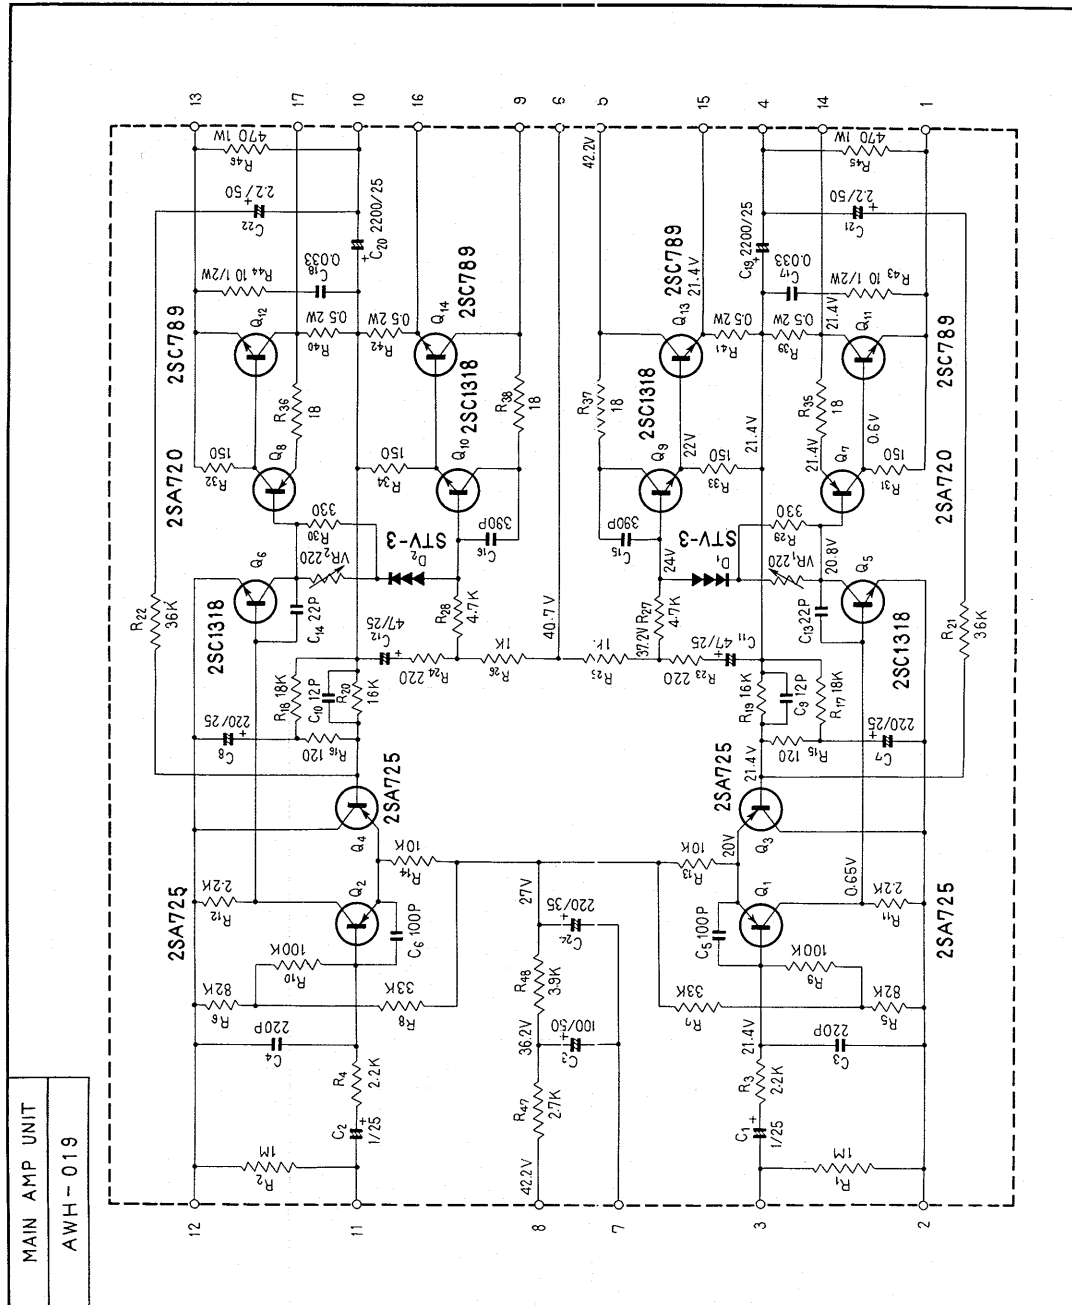 MAIN AMP UNIT
AWH-019
13
17
10
16
9
6
5
15
4
14
1
470 1W
R46
2.2/50
C22
2200/25
C20
0.033
C18
R44 10 1/2W
Q12
2SC789
0.5 2W
R40
0.5 2W
R42
Q14
2SC789
R36
18
2SC1318
R38
18
150
R32
Q8
2SA720
150
R34
Q10
390P
C16
330
R30
VR2 220
D2
STV-3
Q6
2SC1318
C14 22P
R22
36K
R28
4.7K
47/25
C12
R24 220
1K
R26
40.7V
R18 18K
C10 12P
R20
16K
220/25
C8
R16 120
2SA725
Q4
10K
R14
2.2K
R12
2SA725
Q2
C6 100P
100K
R10
82K
R6
33K
R8
220P
C4
R4
2.2K
C2
1/25
1M
R2
12
11
42.2V
470 1W
R45
2.2/50
C21
C19 2200/25
0.033
C17
R43 10 1/2W
Q13
2SC789
21.4V
0.5 2W
R41
0.5 2W
R39
21.4V
Q11
2SC789
R37
18
2SC1318
R35
18
0.6V
Q9
22V
150
R33
21.4V
21.4V
Q7
150
R31
2SA720
390P
C15
24V
STV-3
D1
330
R29
VR1 220
20.8V
Q5
C13 22P
2SC1318
R21
36K
37.2V
R27
4.7K
1K
R25
R23 220
C11
47/25
R19 16K
C9 12P
R17 18K
R15 120
220/25
C7
21.4V
2SA725
Q3
20V
10K
R13
0.65V
2.2K
R11
2SA725
Q1
C5 100P
100K
R9
33K
R7
82K
R5
27V
220/35
C24
R48
3.9K
36.2V
100/50
R47
2.7K
42.2V
21.4V
220P
C3
R3
2.2K
C1
1/25
1M
R1
8
7
3
2